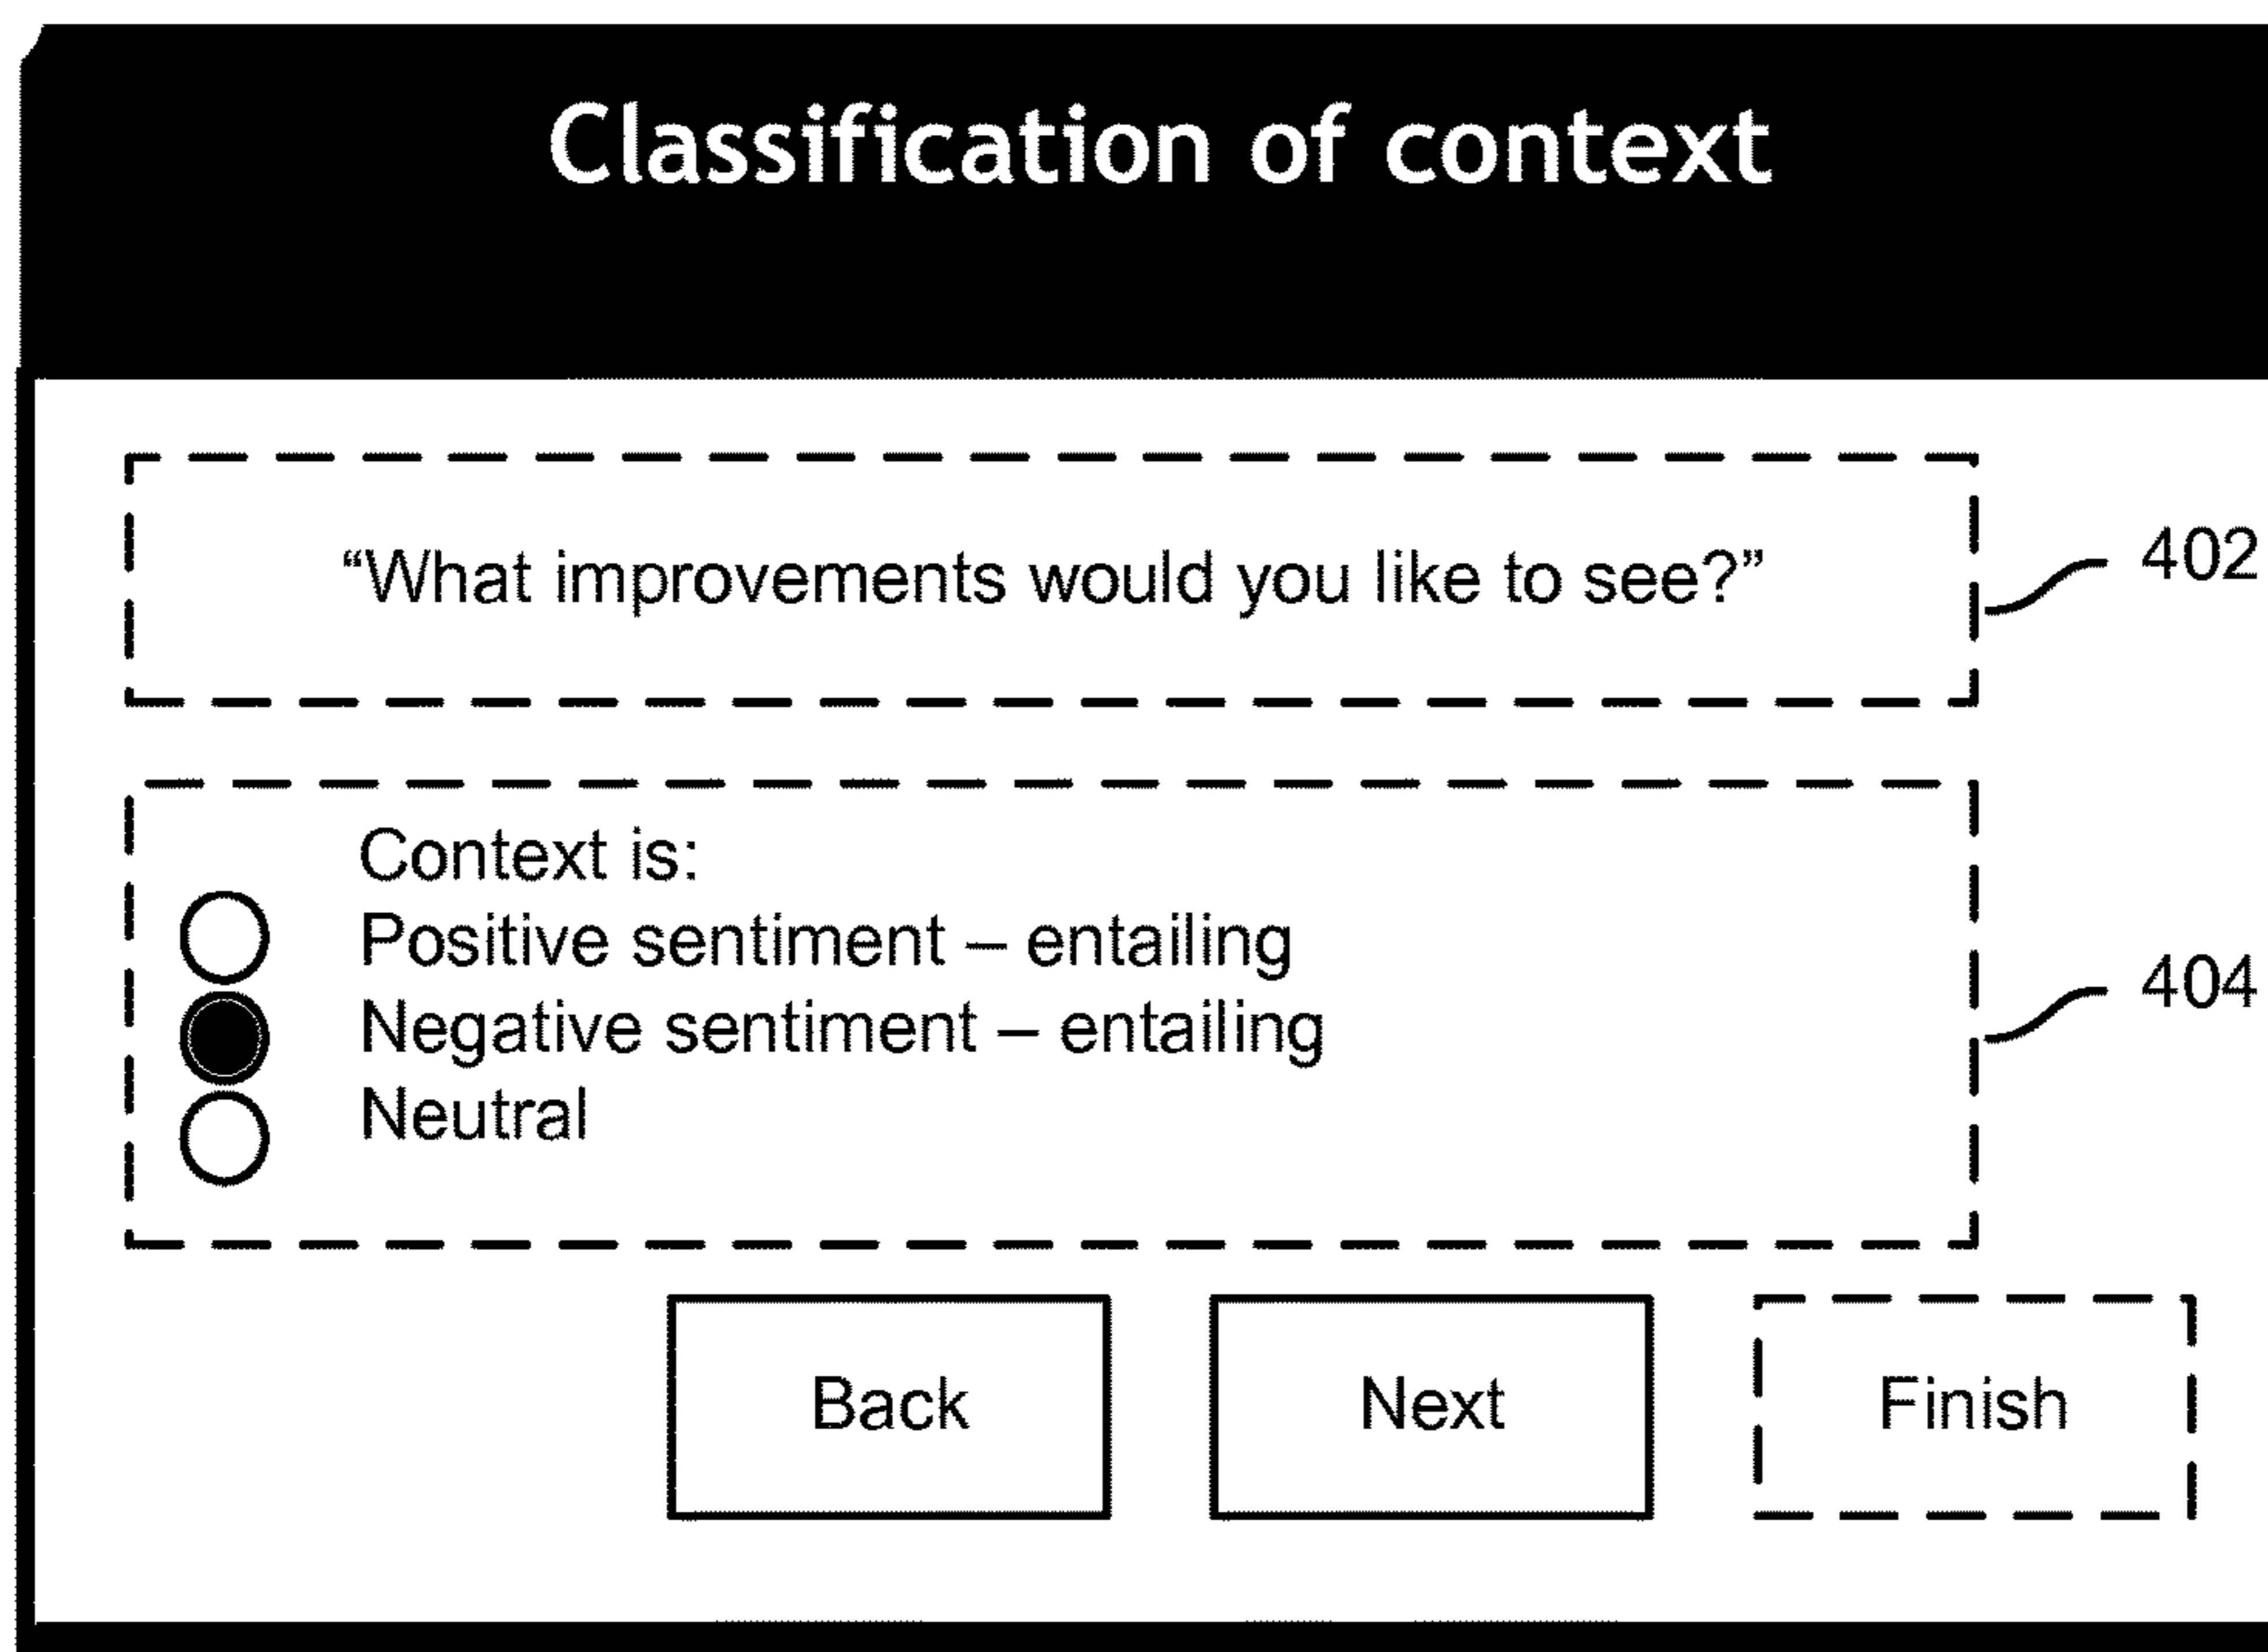 Classification of context
“What improvements would you like to see?”
402
Context is:
Positive sentiment – entailing
Negative sentiment – entailing
Neutral
404
Back
Next
Finish